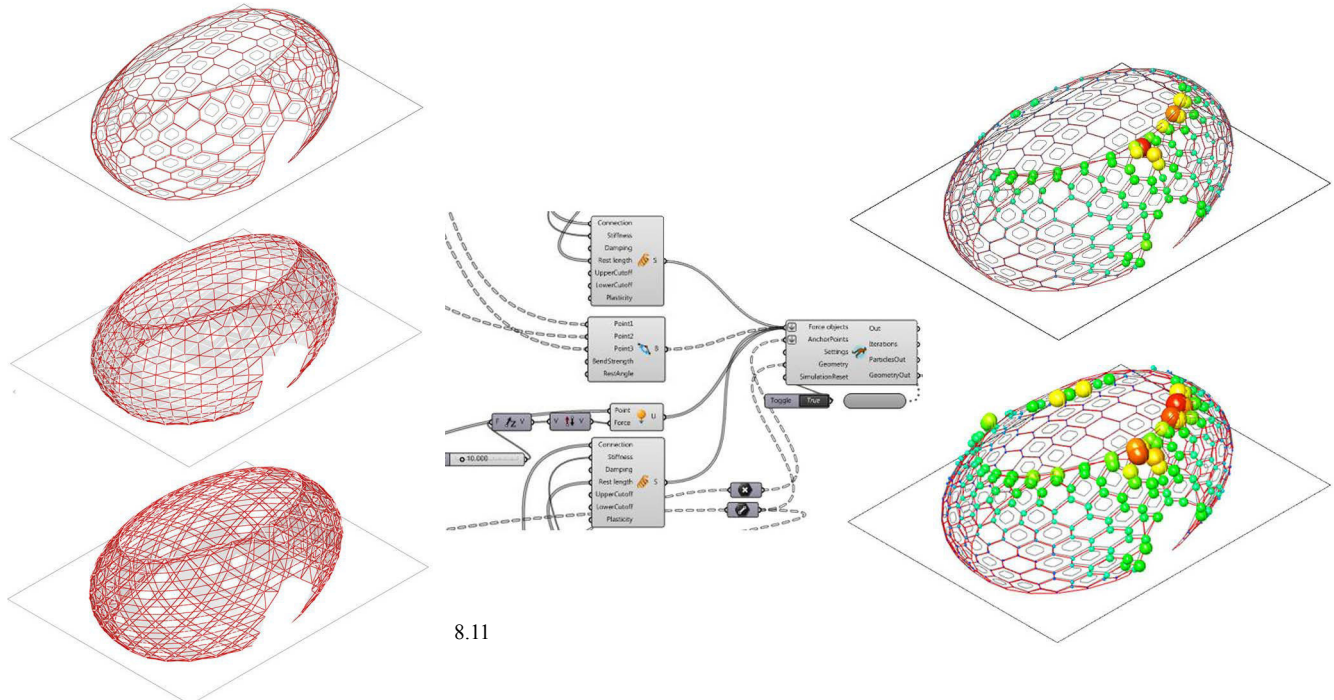 Connection
Stiffness
Damping
Rest length S
UpperCutoff
LowerCutoff
Plasticity
Point1
Point2
Point3 B
BendStrength
RestAngle
Force objects Out
AnchorPoints Iterations
Settings ParticlesOut
Geometry GeometryOut
SimulationReset
Toggle True
F Z V
V V
Point U
Force
10.000
Connection
Stiffness
Damping
Rest length S
UpperCutoff
LowerCutoff
Plasticity
8.11